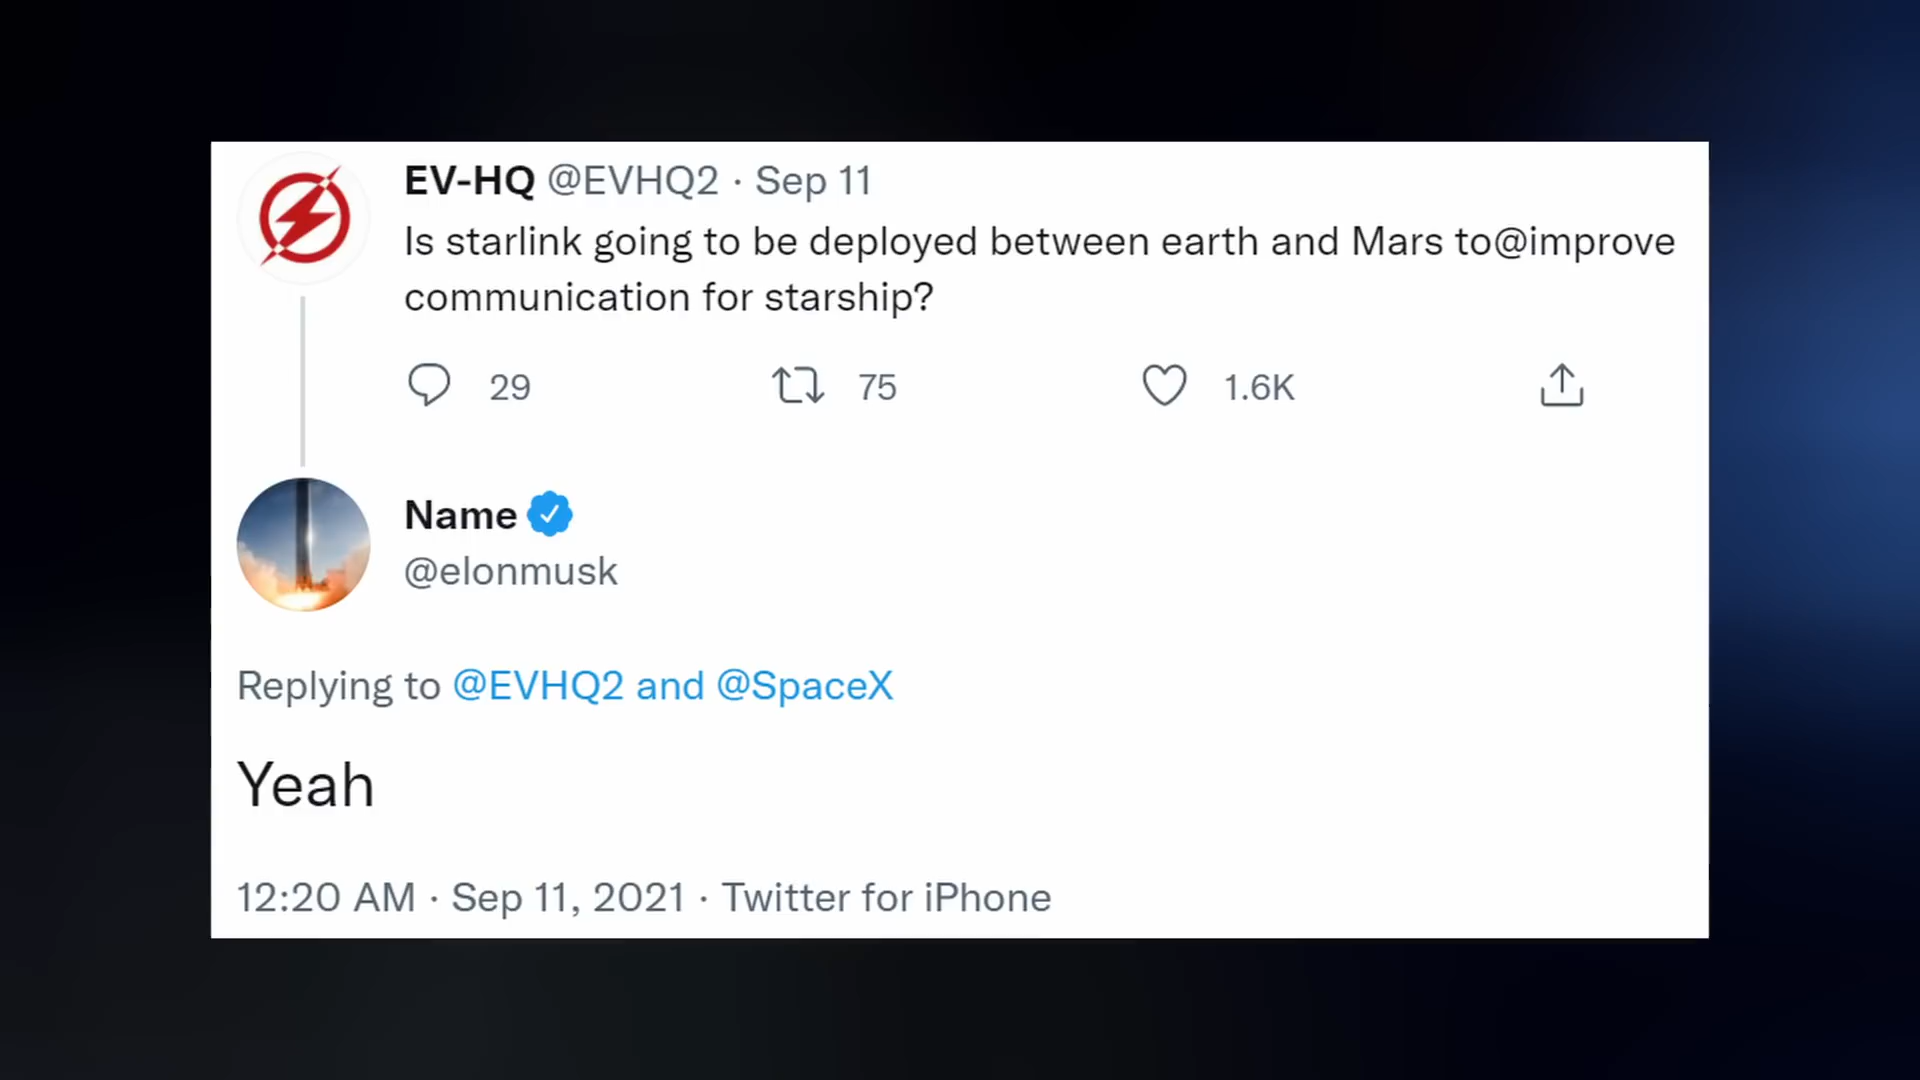 EV-HQ @EVHQ2 · Sep 11
Is starlink going to be deployed between earth and Mars to@improve
communication for starship?
29 75 1.6K
Name
@elonmusk
Replying to @EVHQ2 and @SpaceX
Yeah
12:20 AM · Sep 11, 2021 · Twitter for iPhone